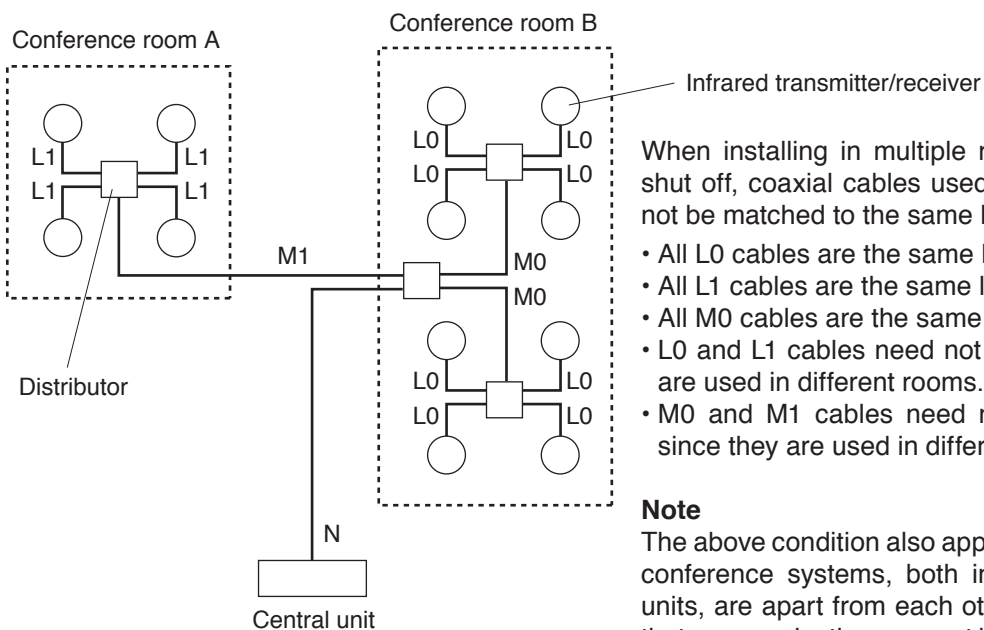 Conference room A
Conference room B
Infrared transmitter/receiver
L1
L1
L1
L1
L0
L0
L0
L0
M1
M0
M0
L0
L0
L0
L0
Distributor
N
Central unit
When installing in multiple
shut off, coaxial cables used
not be matched to the same
• All L0 cables are the same
• All L1 cables are the same
• All M0 cables are the same
• L0 and L1 cables need not
are used in different rooms.
• M0 and M1 cables need
since they are used in
Note
The above condition also
conference systems, both
units, are apart from each